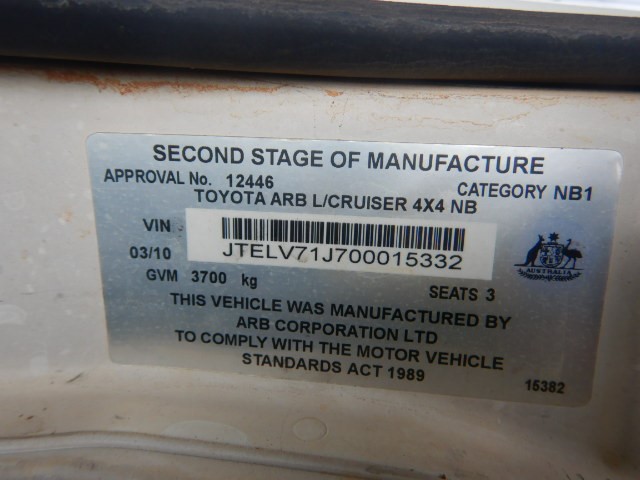 SECOND STAGE OF MANUFACTURE
APPROVAL No. 12446 CATEGORY NB1
TOYOTA ARB L/CRUISER 4X4 NB
VIN
03/10 JTELV71J700015332
AUSTRALIA
GVM 3700 kg SEATS 3
THIS VEHICLE WAS MANUFACTURED BY
ARB CORPORATION LTD
TO COMPLY WITH THE MOTOR VEHICLE
STANDARDS ACT 1989
15382